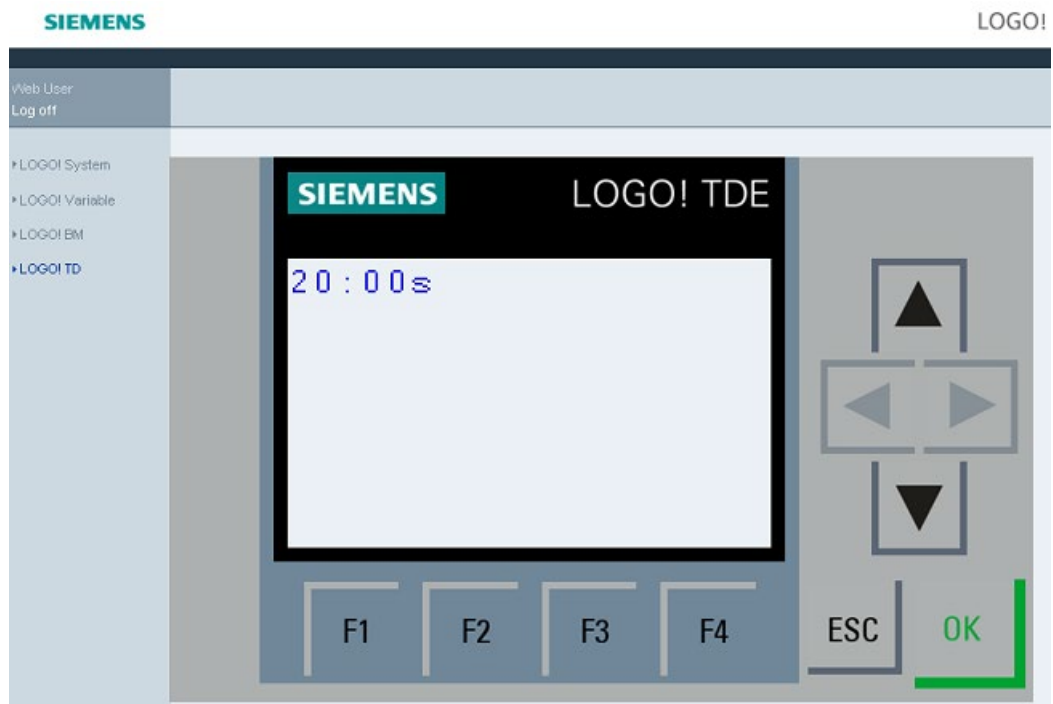 SIEMENS LOGO!
Web User
Log off
LOGO! System
LOGO! Variable
LOGO! BM
LOGO! TD
SIEMENS LOGO! TDE
20:00s
F1 F2 F3 F4 ESC OK